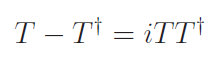 T − T† = iTT†